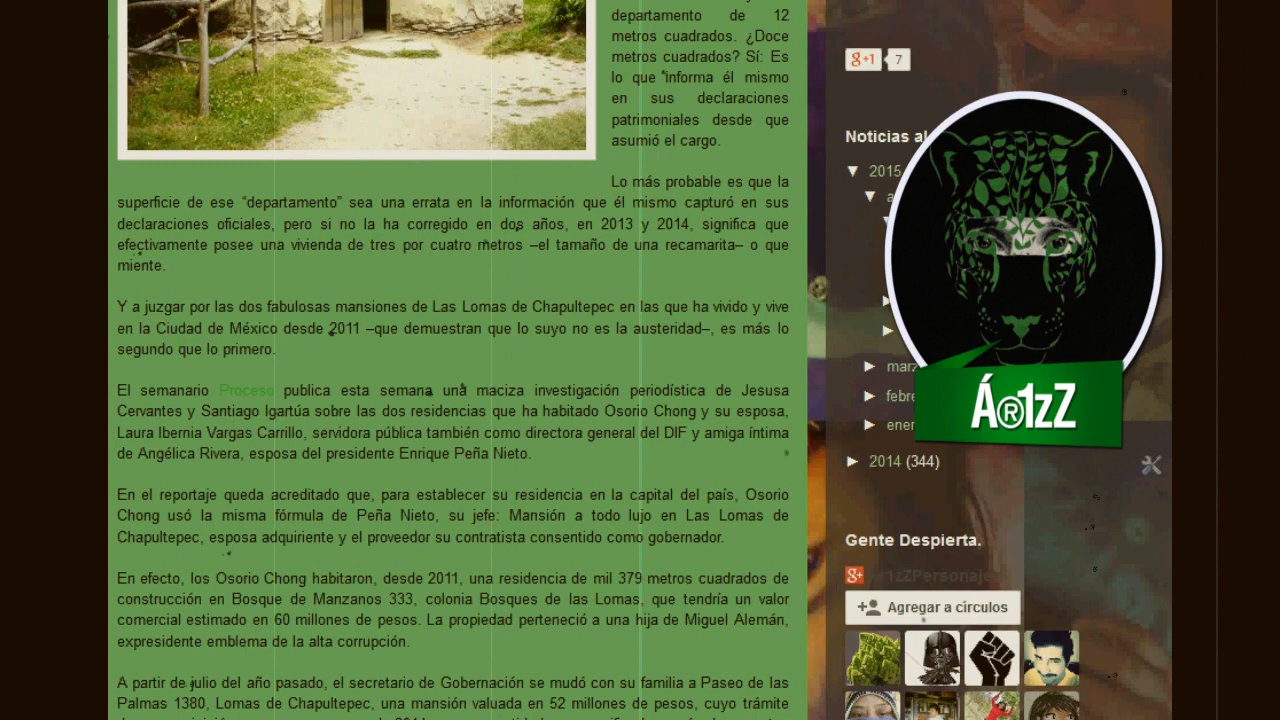 departamento de 12
metros cuadrados. ¿Doce
metros cuadrados? Sí: Es
lo que informa él mismo
en sus declaraciones
patrimoniales desde que
asumió el cargo.
Lo más probable es que la
superficie de ese “departamento” sea una errata en la información que él mismo capturó en sus
declaraciones oficiales, pero si no la ha corregido en dos años, en 2013 y 2014, significa que
efectivamente posee una vivienda de tres por cuatro metros –el tamaño de una recamarita– o que
miente.
Y a juzgar por las dos fabulosas mansiones de Las Lomas de Chapultepec en las que ha vivido y vive
en la Ciudad de México desde 2011 –que demuestran que lo suyo no es la austeridad–, es más lo
segundo que lo primero.
El semanario Proceso publica esta semana una maciza investigación periodística de Jesusa
Cervantes y Santiago Igartúa sobre las dos residencias que ha habitado Osorio Chong y su esposa,
Laura Ibernia Vargas Carrillo, servidora pública también como directora general del DIF y amiga íntima
de Angélica Rivera, esposa del presidente Enrique Peña Nieto.
En el reportaje queda acreditado que, para establecer su residencia en la capital del país, Osorio
Chong usó la misma fórmula de Peña Nieto, su jefe: Mansión a todo lujo en Las Lomas de
Chapultepec, esposa adquiriente y el proveedor su contratista consentido como gobernador.
En efecto, los Osorio Chong habitaron, desde 2011, una residencia de mil 379 metros cuadrados de
construcción en Bosque de Manzanos 333, colonia Bosques de las Lomas, que tendría un valor
comercial estimado en 60 millones de pesos. La propiedad perteneció a una hija de Miguel Alemán,
expresidente emblema de la alta corrupción.
A partir de julio del año pasado, el secretario de Gobernación se mudó con su familia a Paseo de las
Palmas 1380, Lomas de Chapultepec, una mansión valuada en 52 millones de pesos, cuyo trámite
g+1 7
Noticias al
2015
a
marz
febre
ener
2014 (344)
Á®1zZ
Gente Despierta.
g+ Ar1zZPersonaje
Agregar a círculos